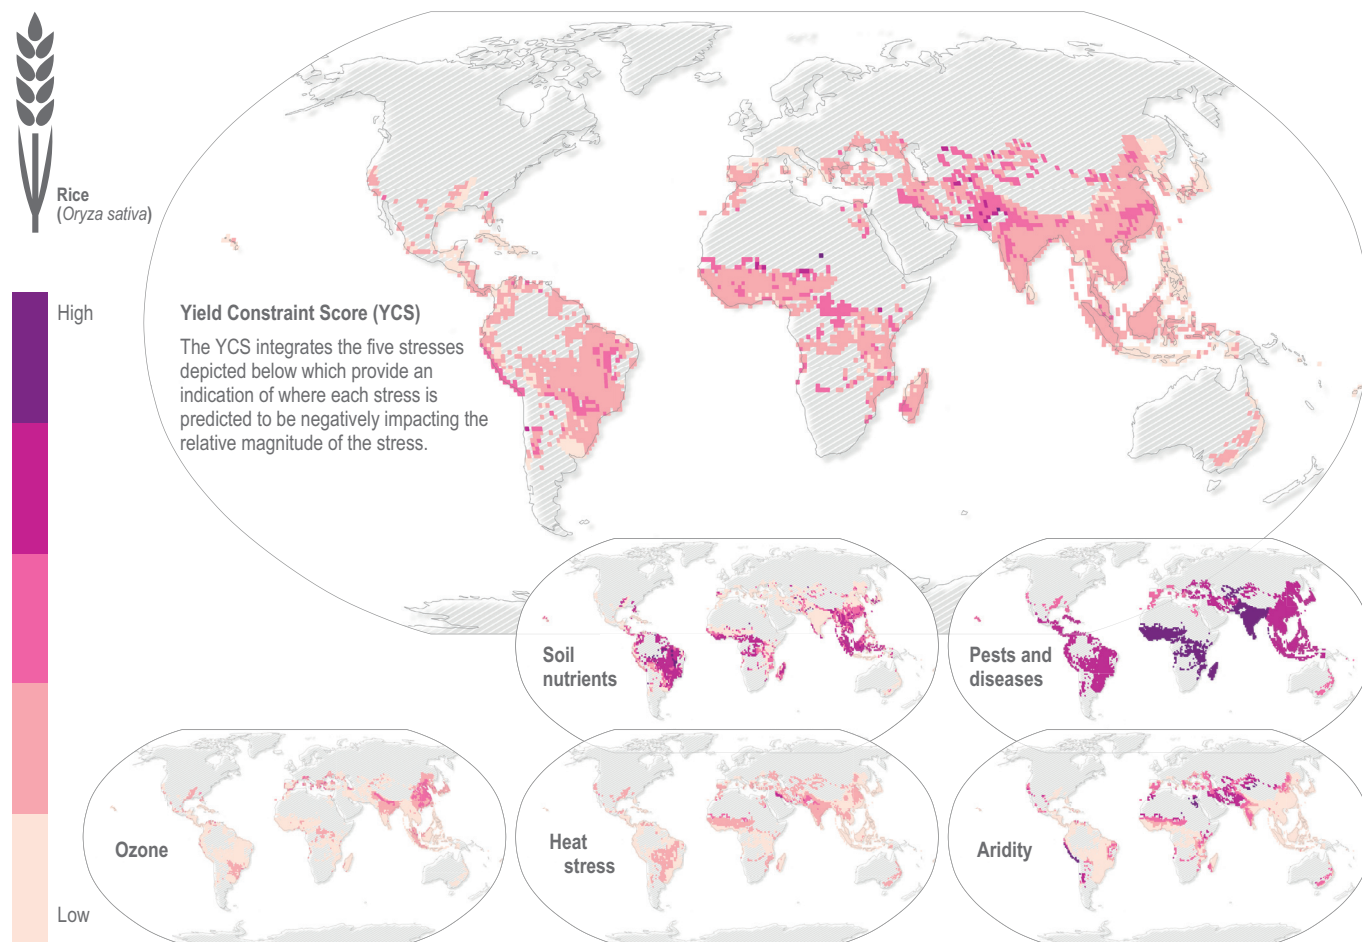 Rice
(Oryza sativa)
High
Low
Yield Constraint Score (YCS)
The YCS integrates the five stresses
depicted below which provide an
indication of where each stress is
predicted to be negatively impacting the
relative magnitude of the stress.
Soil
nutrients
Pests and
diseases
Ozone
Heat
stress
Aridity